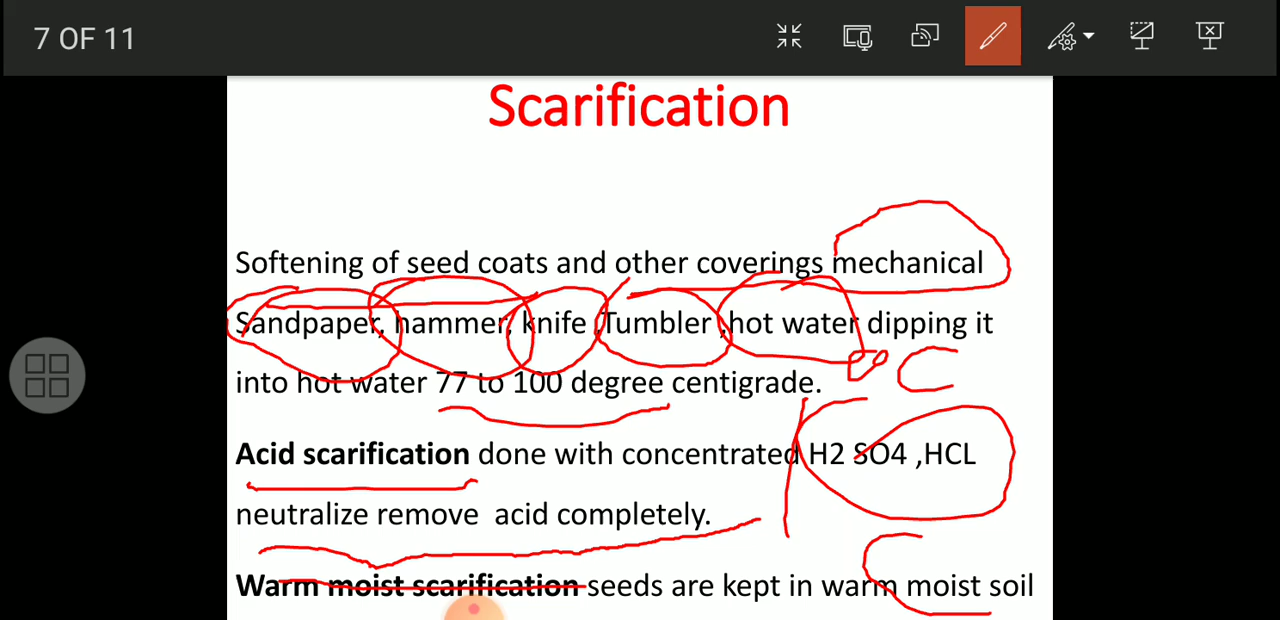 7 OF 11
Scarification
Softening of seed coats and other coverings mechanical
Sandpaper, hammer, knife ,Tumbler ,hot water dipping it
into hot water 77 to 100 degree centigrade.
°C
Acid scarification done with concentrated H2 SO4 ,HCL
neutralize remove acid completely.
Warm moist scarification seeds are kept in warm moist soil